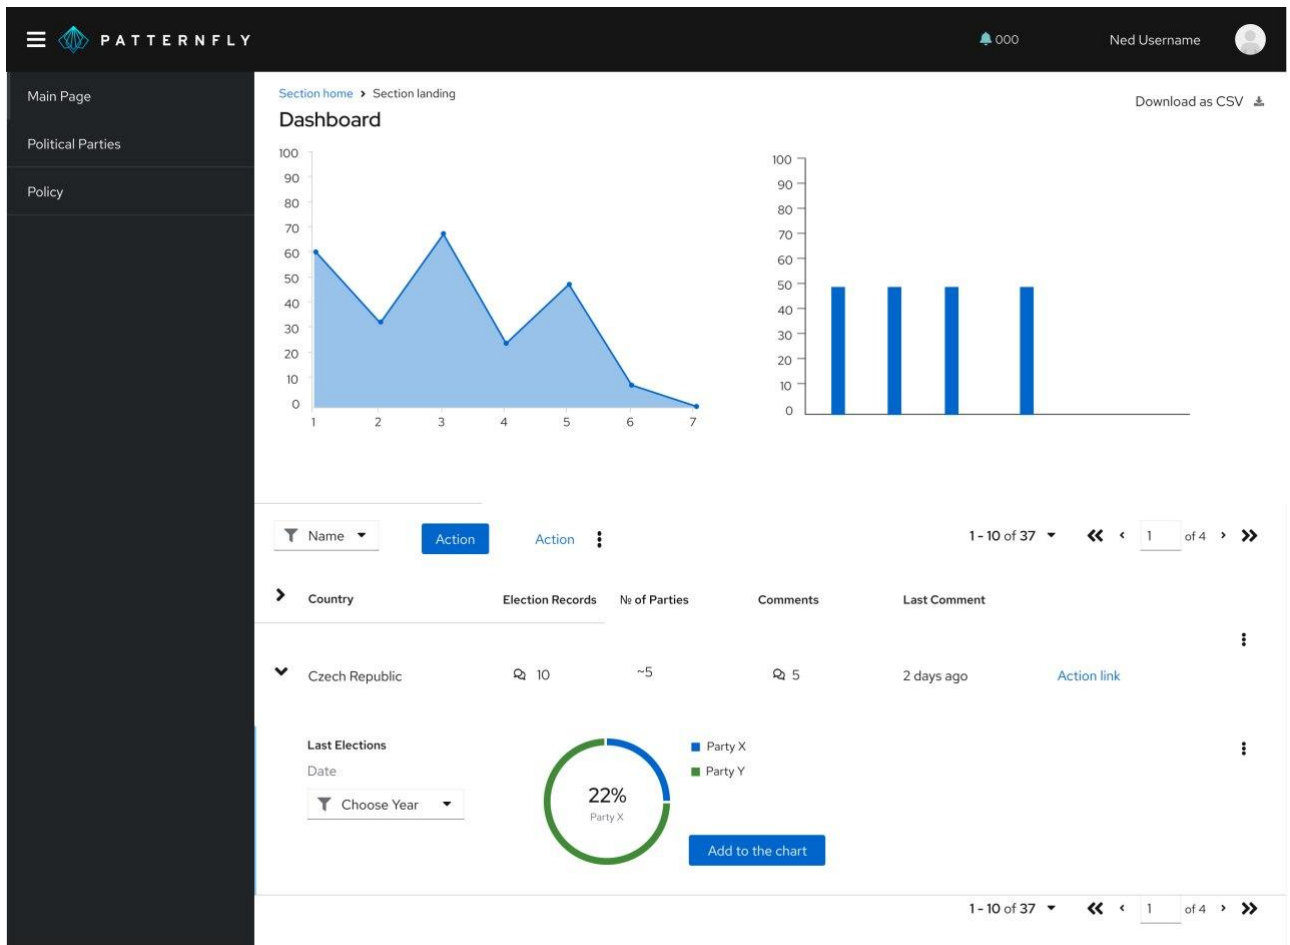 PATTERNFLY
000
Ned Username
Main Page
Political Parties
Policy
Section home > Section landing
Download as CSV
Dashboard
100
90
80
70
60
50
40
30
20
10
0
1 2 3 4 5 6 7
100
90
80
70
60
50
40
30
20
10
0
Name
Action
Action
1 - 10 of 37
1 of 4
Country Election Records № of Parties Comments Last Comment
Czech Republic 10 ~5 5 2 days ago Action link
Last Elections
Date
Choose Year
22%
Party X
Party X
Party Y
Add to the chart
1 - 10 of 37
1 of 4